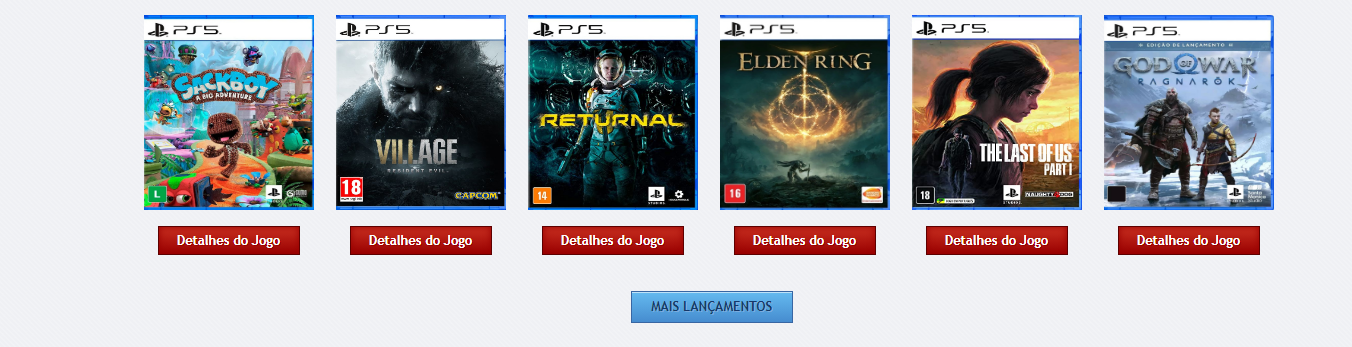 PS5
SACKBOY
A BIG ADVENTURE
L
PS5
VILLAGE
RESIDENT EVIL
18
CAPCOM
PS5
RETURNAL
14
PS5
ELDEN RING
16
PS5
THE LAST OF US
PART I
18
NAUGHTY DOG
PS5
EDIÇÃO DE LANÇAMENTO
GOD OF WAR
RAGNARÖK
Detalhes do Jogo
Detalhes do Jogo
Detalhes do Jogo
Detalhes do Jogo
Detalhes do Jogo
Detalhes do Jogo
MAIS LANÇAMENTOS